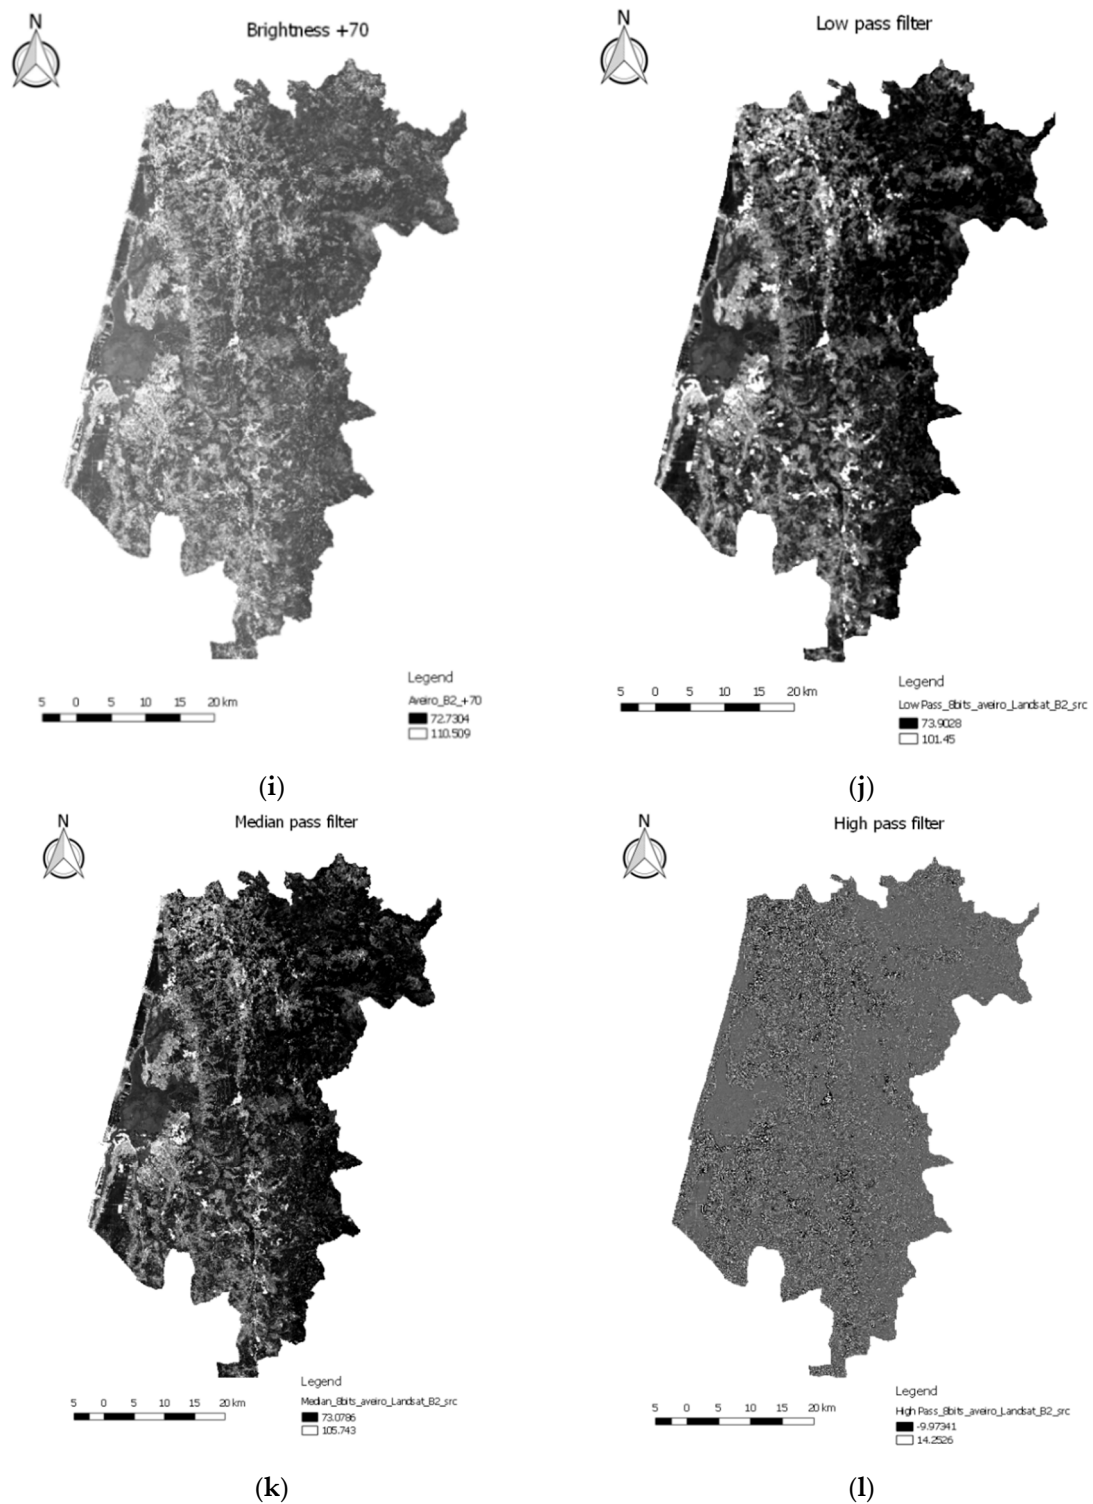 N
Brightness +70
5 0 5 10 15 20 km
Legend
Aveiro_B2_+70
72.7304
110.509
(i)
N
Low pass filter
5 0 5 10 15 20 km
Legend
Low Pass_8bits_aveiro_Landsat_B2_src
73.9028
101.45
(j)
N
Median pass filter
5 0 5 10 15 20 km
Legend
Median_8bits_aveiro_Landsat_B2_src
73.0786
105.743
(k)
N
High pass filter
5 0 5 10 15 20 km
Legend
High Pass_8bits_aveiro_Landsat_B2_src
-9.97341
14.2526
(l)